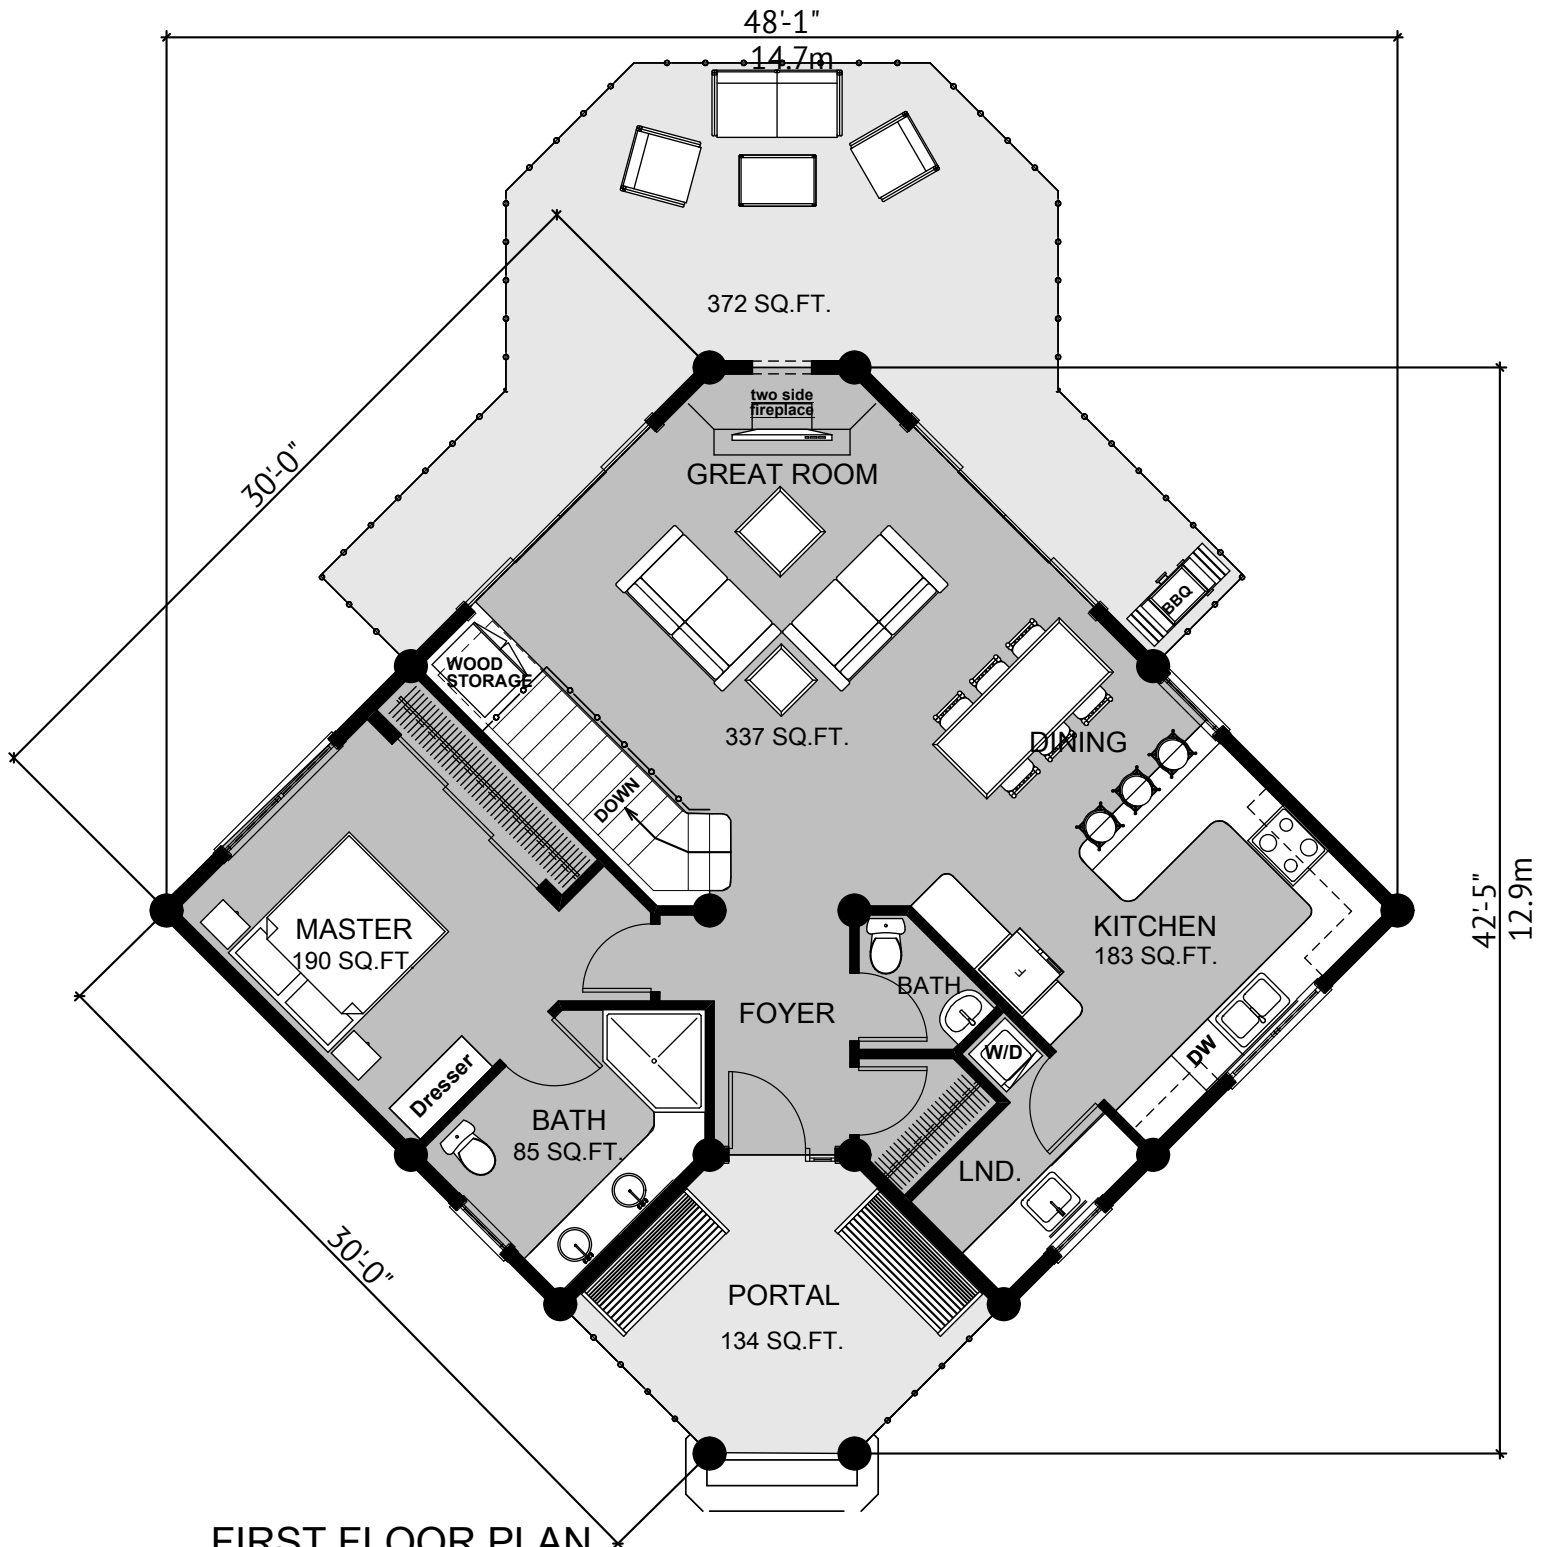 48'-1"
14.7m
372 SQ.FT.
two side
fireplace
30'-0"
GREAT ROOM
BBQ
WOOD
STORAGE
337 SQ.FT.
DINING
DOWN
42'-5"
12.9m
MASTER
190 SQ.FT
KITCHEN
183 SQ.FT.
F
BATH
FOYER
W/D
DW
Dresser
BATH
85 SQ.FT.
LND.
30'-0"
PORTAL
134 SQ.FT.
FIRST FLOOR PLAN